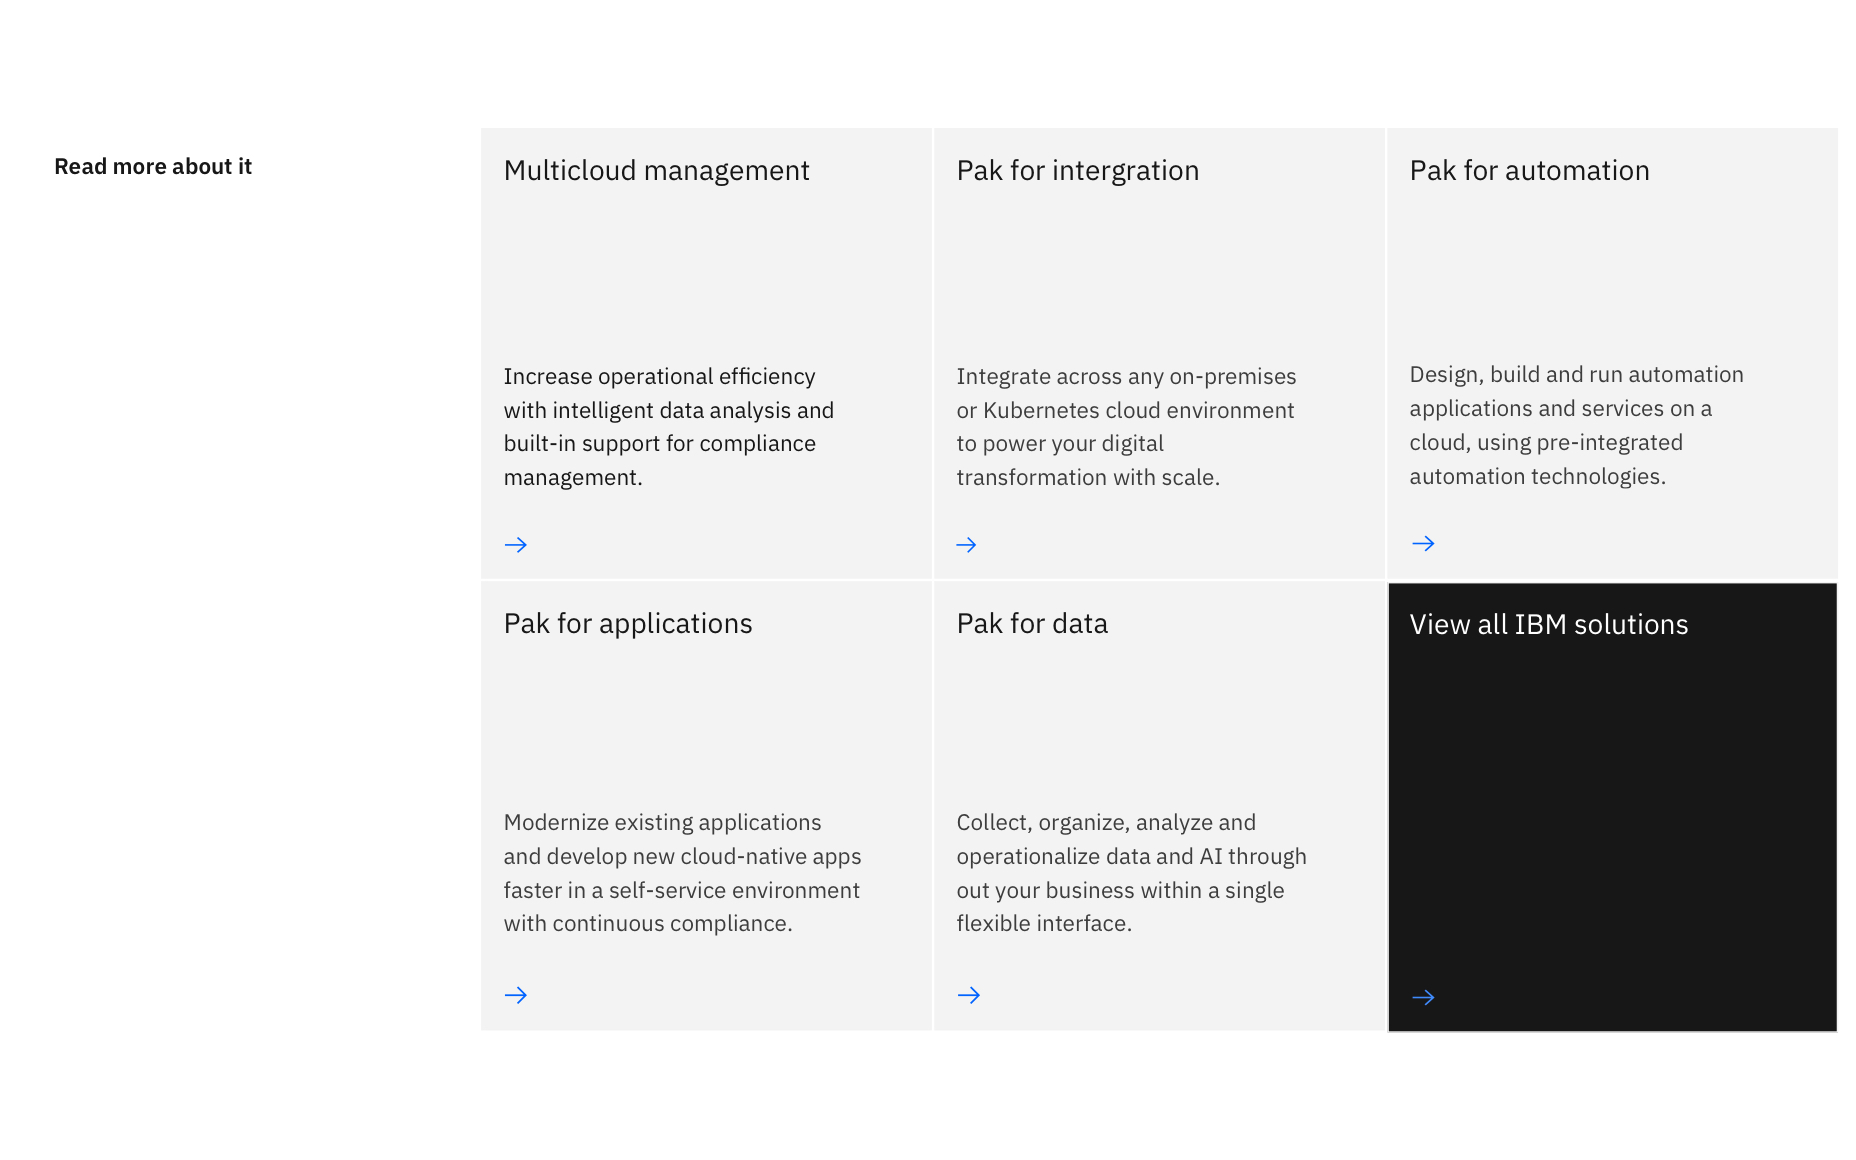 Read more about it
Multicloud management
Increase operational efficiency
with intelligent data analysis and
built-in support for compliance
management.
Pak for intergration
Integrate across any on-premises
or Kubernetes cloud environment
to power your digital
transformation with scale.
Pak for automation
Design, build and run automation
applications and services on a
cloud, using pre-integrated
automation technologies.
Pak for applications
Modernize existing applications
and develop new cloud-native apps
faster in a self-service environment
with continuous compliance.
Pak for data
Collect, organize, analyze and
operationalize data and AI through
out your business within a single
flexible interface.
View all IBM solutions